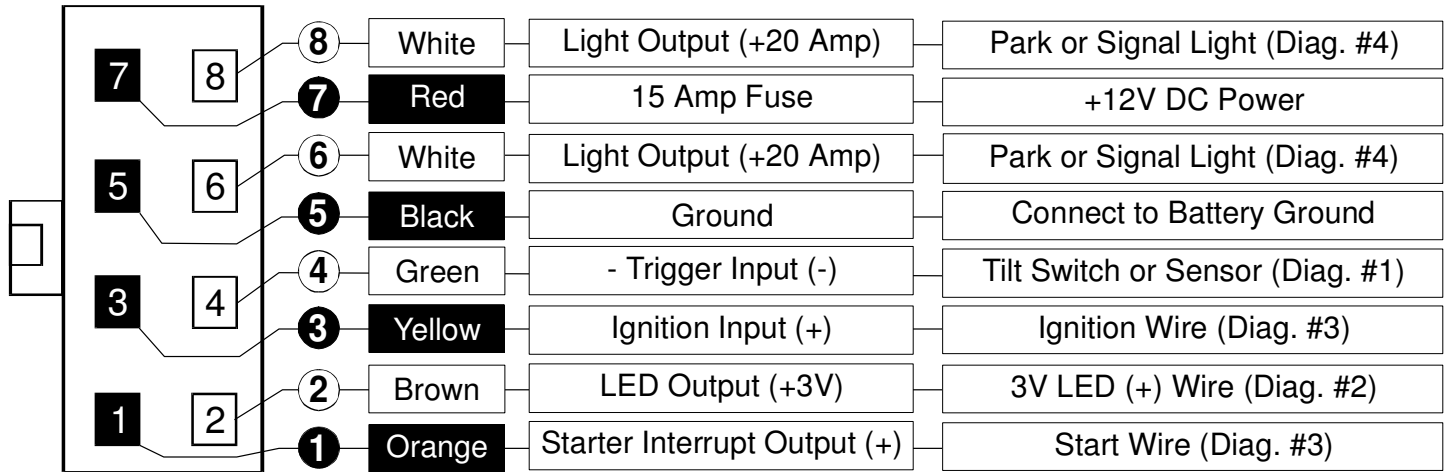 7 8
5 6
3 4
1 2
8 White Light Output (+20 Amp) Park or Signal Light (Diag. #4)
7 Red 15 Amp Fuse +12V DC Power
6 White Light Output (+20 Amp) Park or Signal Light (Diag. #4)
5 Black Ground Connect to Battery Ground
4 Green - Trigger Input (-) Tilt Switch or Sensor (Diag. #1)
3 Yellow Ignition Input (+) Ignition Wire (Diag. #3)
2 Brown LED Output (+3V) 3V LED (+) Wire (Diag. #2)
1 Orange Starter Interrupt Output (+) Start Wire (Diag. #3)